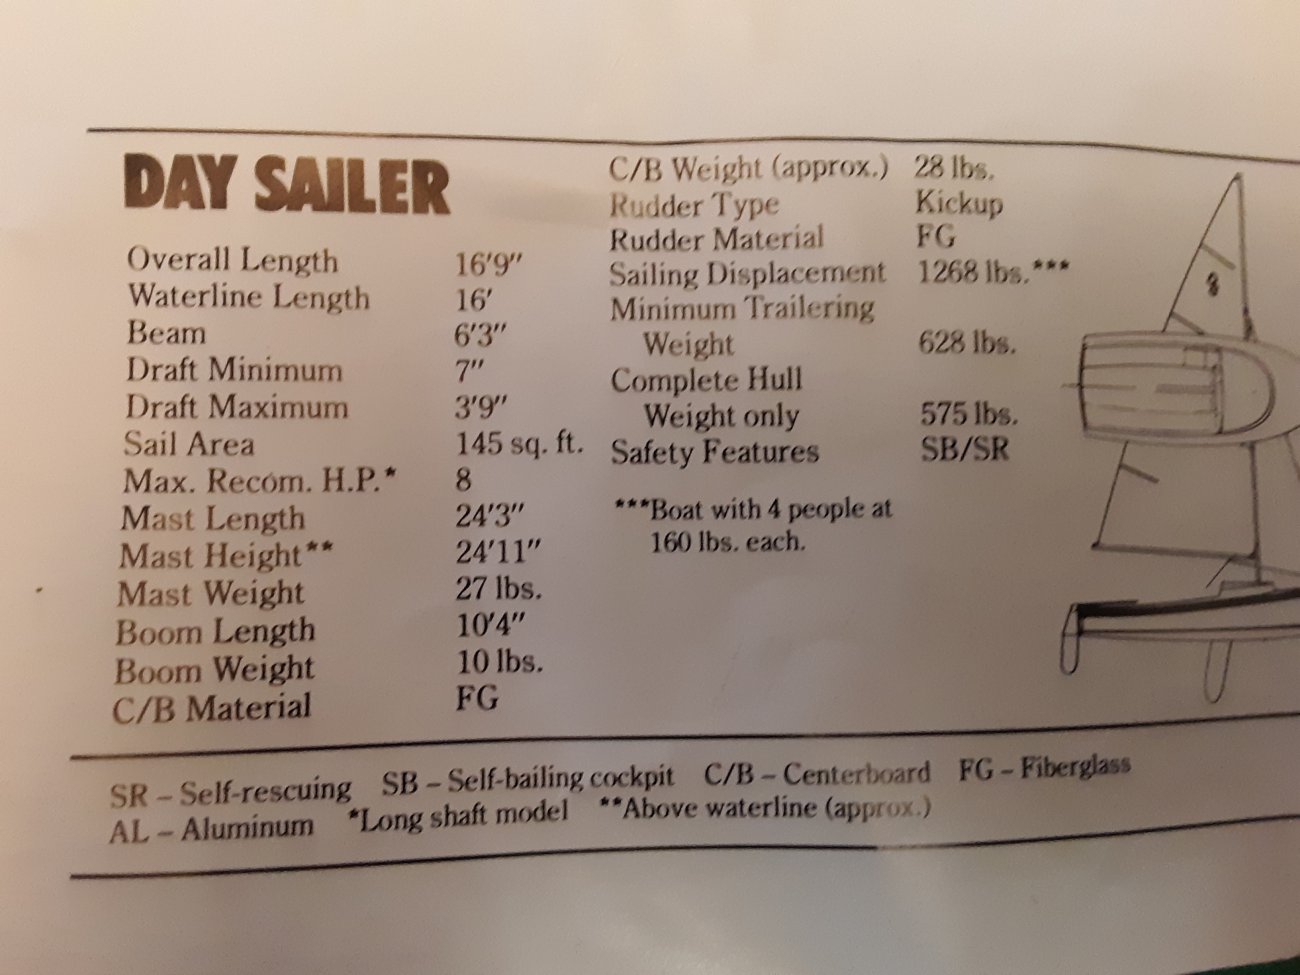 DAY SAILER
Overall Length 16'9"
Waterline Length 16'
Beam 6'3"
Draft Minimum 7"
Draft Maximum 3'9"
Sail Area 145 sq. ft.
Max. Recom. H.P.* 8
Mast Length 24'3"
Mast Height** 24'11"
Mast Weight 27 lbs.
Boom Length 10'4"
Boom Weight 10 lbs.
C/B Material FG
C/B Weight (approx.) 28 lbs.
Rudder Type Kickup
Rudder Material FG
Sailing Displacement 1268 lbs.***
Minimum Trailering
Weight 628 lbs.
Complete Hull
Weight only 575 lbs.
Safety Features SB/SR
***Boat with 4 people at
160 lbs. each.
SR – Self-rescuing SB – Self-bailing cockpit C/B – Centerboard FG – Fiberglass
AL – Aluminum *Long shaft model **Above waterline (approx.)